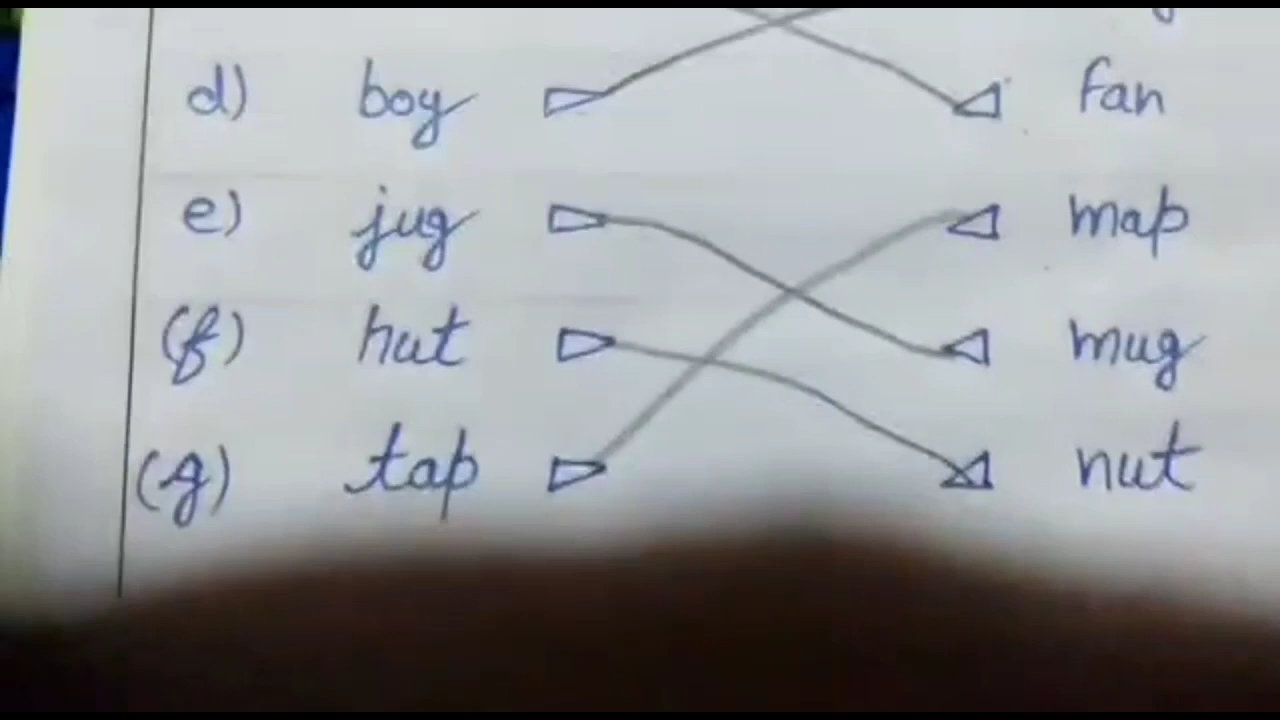 d) boy fan
e) jug map
(f) hut mug
(g) tap nut